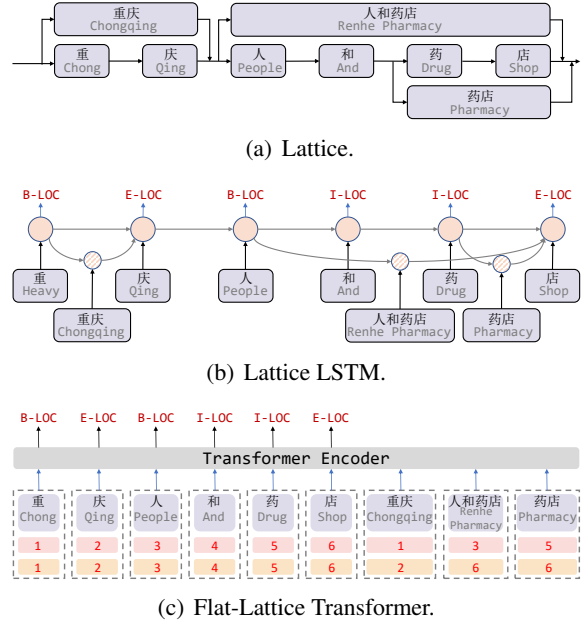 重庆
Chongqing
人和药店
Renhe Pharmacy
重
Chong
庆
Qing
人
People
和
And
药
Drug
店
Shop
药店
Pharmacy
(a) Lattice.
B-LOC E-LOC B-LOC I-LOC I-LOC E-LOC
重
Heavy
庆
Qing
人
People
和
And
药
Drug
店
Shop
重庆
Chongqing
人和药店
Renhe Pharmacy
药店
Pharmacy
(b) Lattice LSTM.
B-LOC E-LOC B-LOC I-LOC I-LOC E-LOC
Transformer Encoder
重
Chong
庆
Qing
人
People
和
And
药
Drug
店
Shop
重庆
Chongqing
人和药店
Renhe
Pharmacy
药店
Pharmacy
1 2 3 4 5 6 1 3 5
1 2 3 4 5 6 2 6 6
(c) Flat-Lattice Transformer.